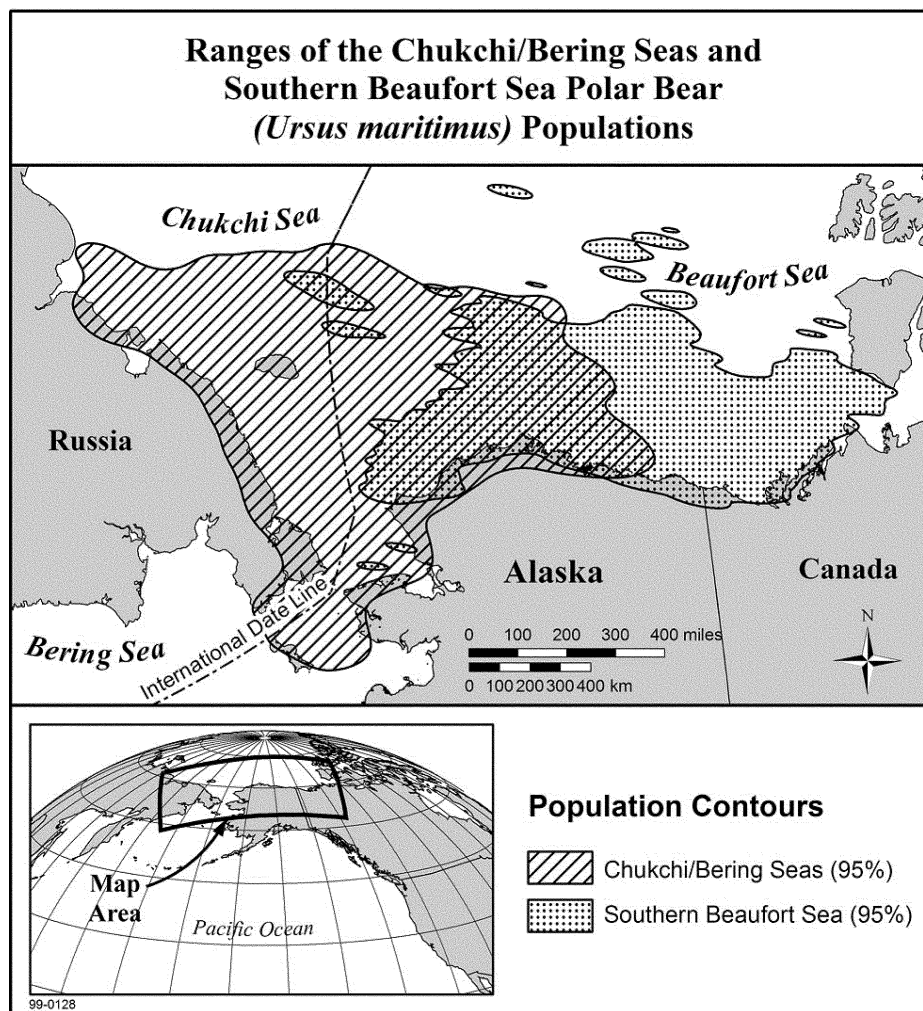 Ranges of the Chukchi/Bering Seas and
Southern Beaufort Sea Polar Bear
(Ursus maritimus) Populations
Chukchi Sea
Beaufort Sea
Russia
Alaska
Canada
Bering Sea
International Date Line
N
0 100 200 300 400 miles
0 100 200 300 400 km
Map
Area
Pacific Ocean
Population Contours
Chukchi/Bering Seas (95%)
Southern Beaufort Sea (95%)
99-0128